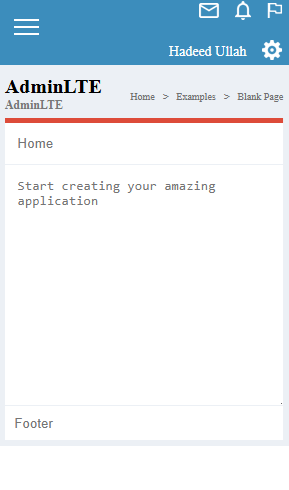 Hadeed Ullah
AdminLTE
AdminLTE
Home > Examples > Blank Page
Home
Start creating your amazing
application
Footer